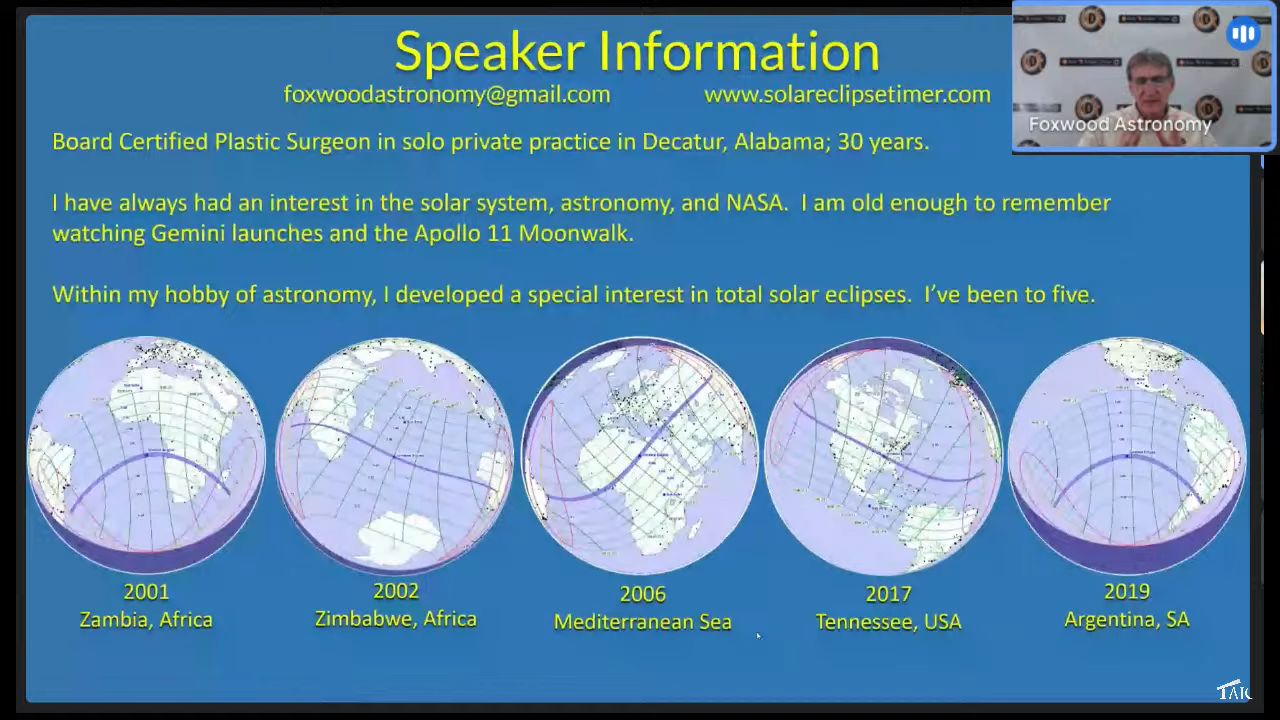 Speaker Information
foxwoodastronomy@gmail.com www.solareclipsetimer.com
Foxwood Astronomy
Board Certified Plastic Surgeon in solo private practice in Decatur, Alabama; 30 years.
I have always had an interest in the solar system, astronomy, and NASA. I am old enough to remember
watching Gemini launches and the Apollo 11 Moonwalk.
Within my hobby of astronomy, I developed a special interest in total solar eclipses. I've been to five.
2001
Zambia, Africa
2002
Zimbabwe, Africa
2006
Mediterranean Sea
2017
Tennessee, USA
2019
Argentina, SA